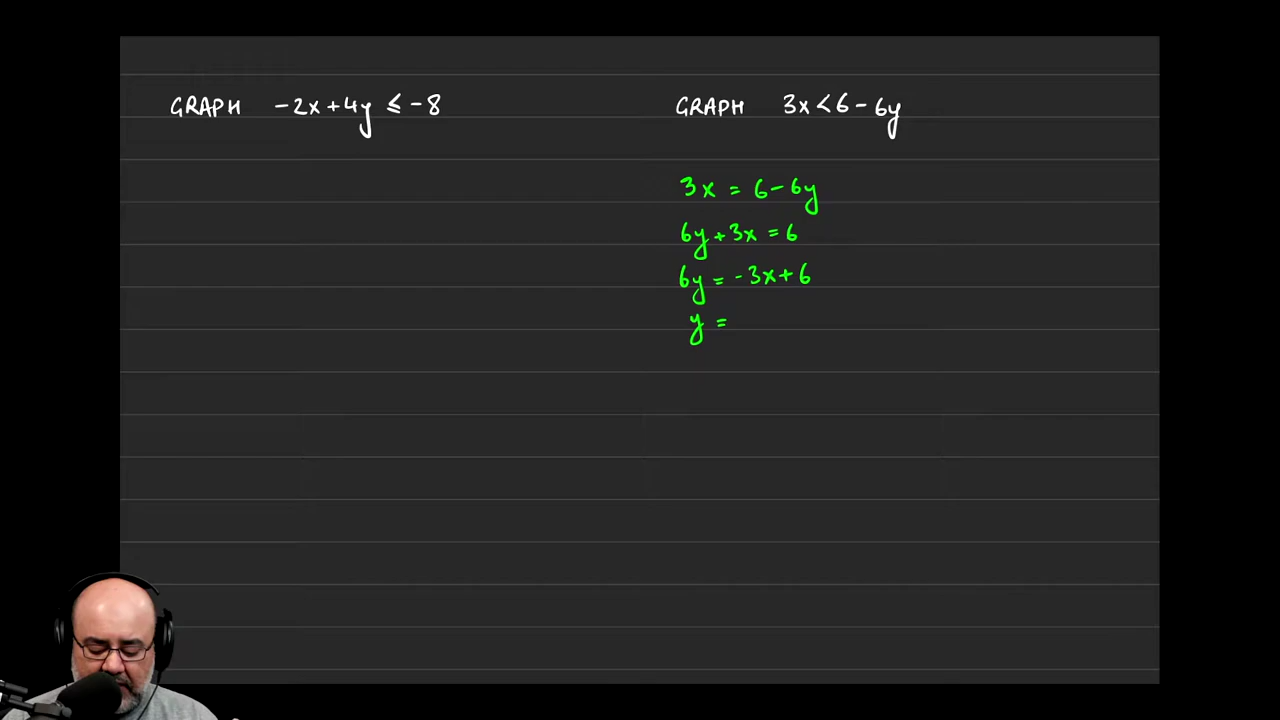 GRAPH -2x+4y ≤ -8
GRAPH 3x<6-6y
3x = 6-6y
6y+3x=6
6y = -3x+6
y =